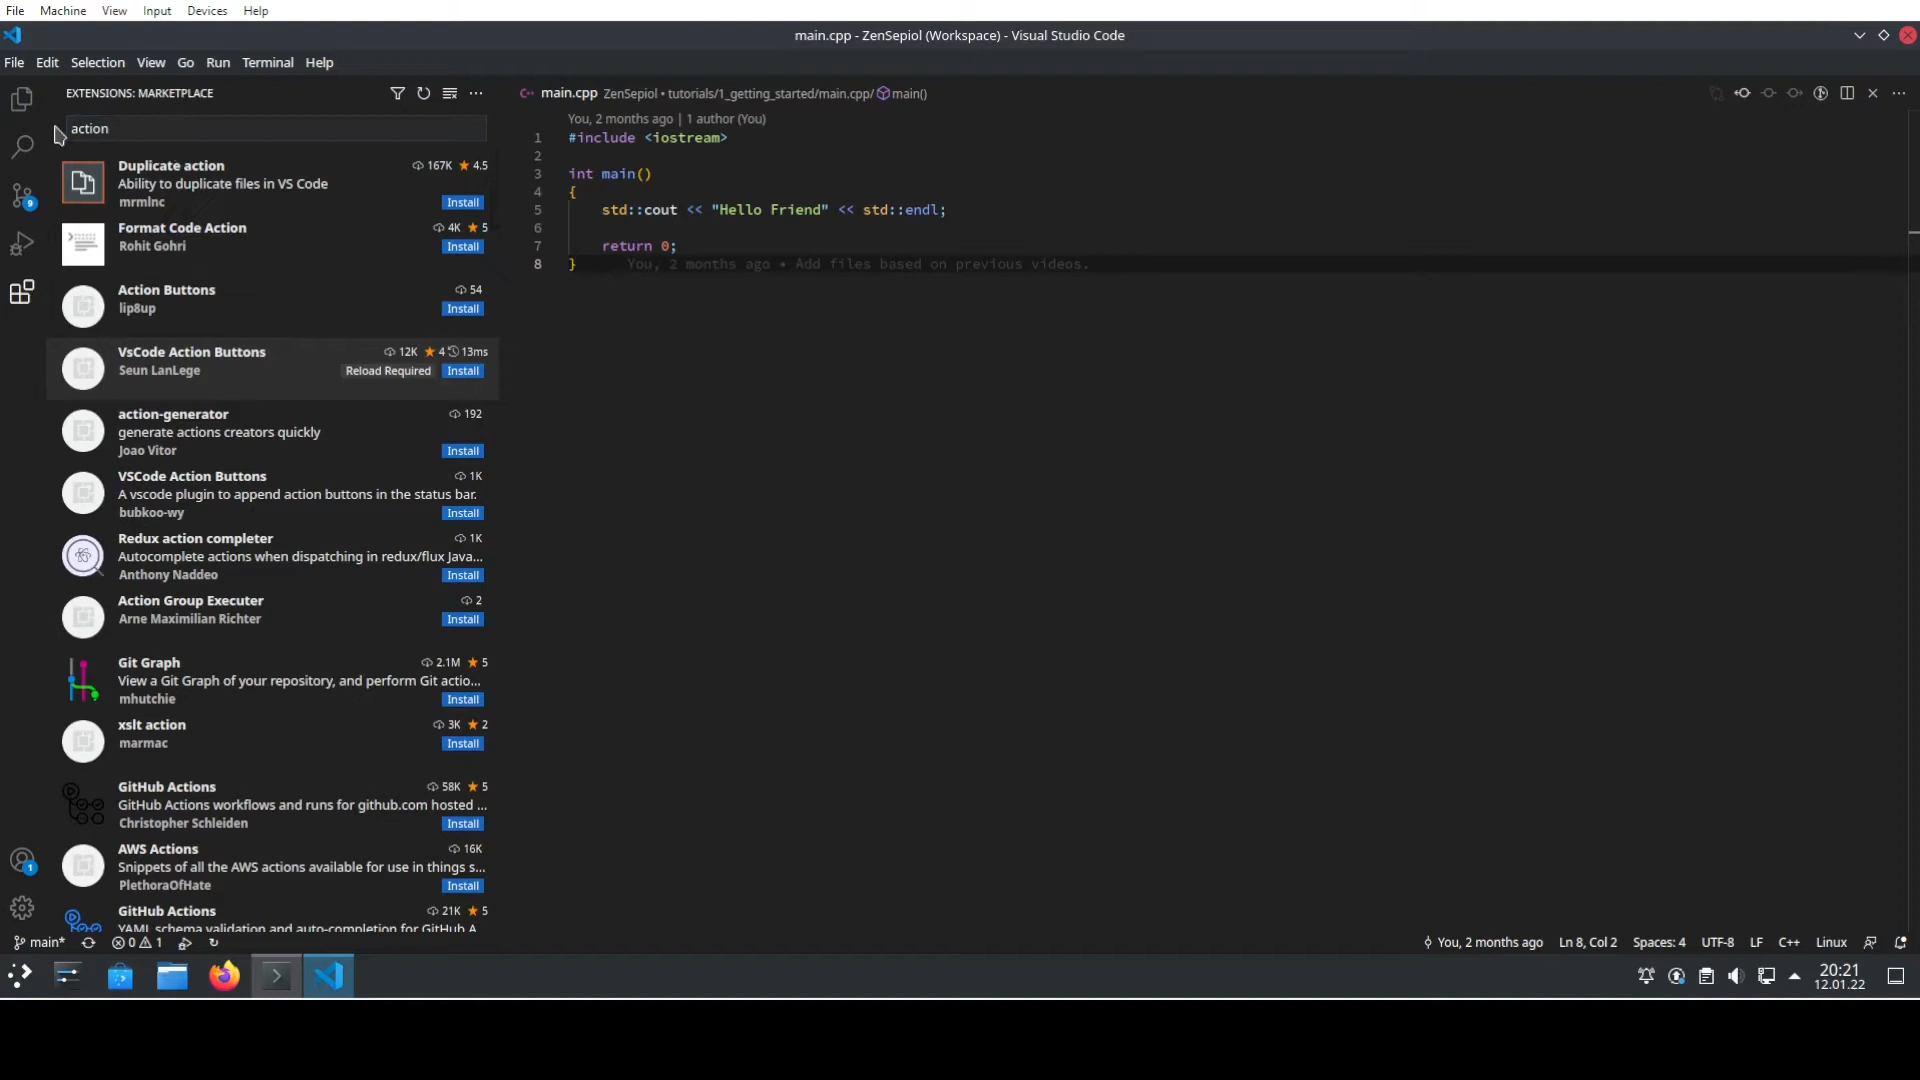 File Machine View Input Devices Help
main.cpp - ZenSepiol (Workspace) - Visual Studio Code
File Edit Selection View Go Run Terminal Help
EXTENSIONS: MARKETPLACE
action
Duplicate action 167K 4.5
Ability to duplicate files in VS Code
mrmlnc Install
Format Code Action 4K 5
Rohit Gohri Install
Action Buttons 54
lip8up Install
VsCode Action Buttons 12K 4 13ms
Seun LanLege Reload Required Install
action-generator 192
generate actions creators quickly
Joao Vitor Install
VSCode Action Buttons 1K
A vscode plugin to append action buttons in the status bar.
bubkoo-wy Install
Redux action completer 1K
Autocomplete actions when dispatching in redux/flux Java...
Anthony Naddeo Install
Action Group Executer 2
Arne Maximilian Richter Install
Git Graph 2.1M 5
View a Git Graph of your repository, and perform Git actio...
mhutchie Install
xslt action 3K 2
marmac Install
GitHub Actions 58K 5
GitHub Actions workflows and runs for github.com hosted ...
Christopher Schleiden Install
AWS Actions 16K
Snippets of all the AWS actions available for use in things s...
PlethoraOfHate Install
GitHub Actions 21K 5
YAML schema validation and auto-completion for GitHub A
main.cpp ZenSepiol • tutorials/1_getting_started/main.cpp/ main()
You, 2 months ago | 1 author (You)
1 #include <iostream>
2
3 int main()
4 {
5 std::cout << "Hello Friend" << std::endl;
6
7 return 0;
8 } You, 2 months ago • Add files based on previous videos.
9
1
main* 0 1 You, 2 months ago Ln 8, Col 2 Spaces: 4 UTF-8 LF C++ Linux
20:21
12.01.22